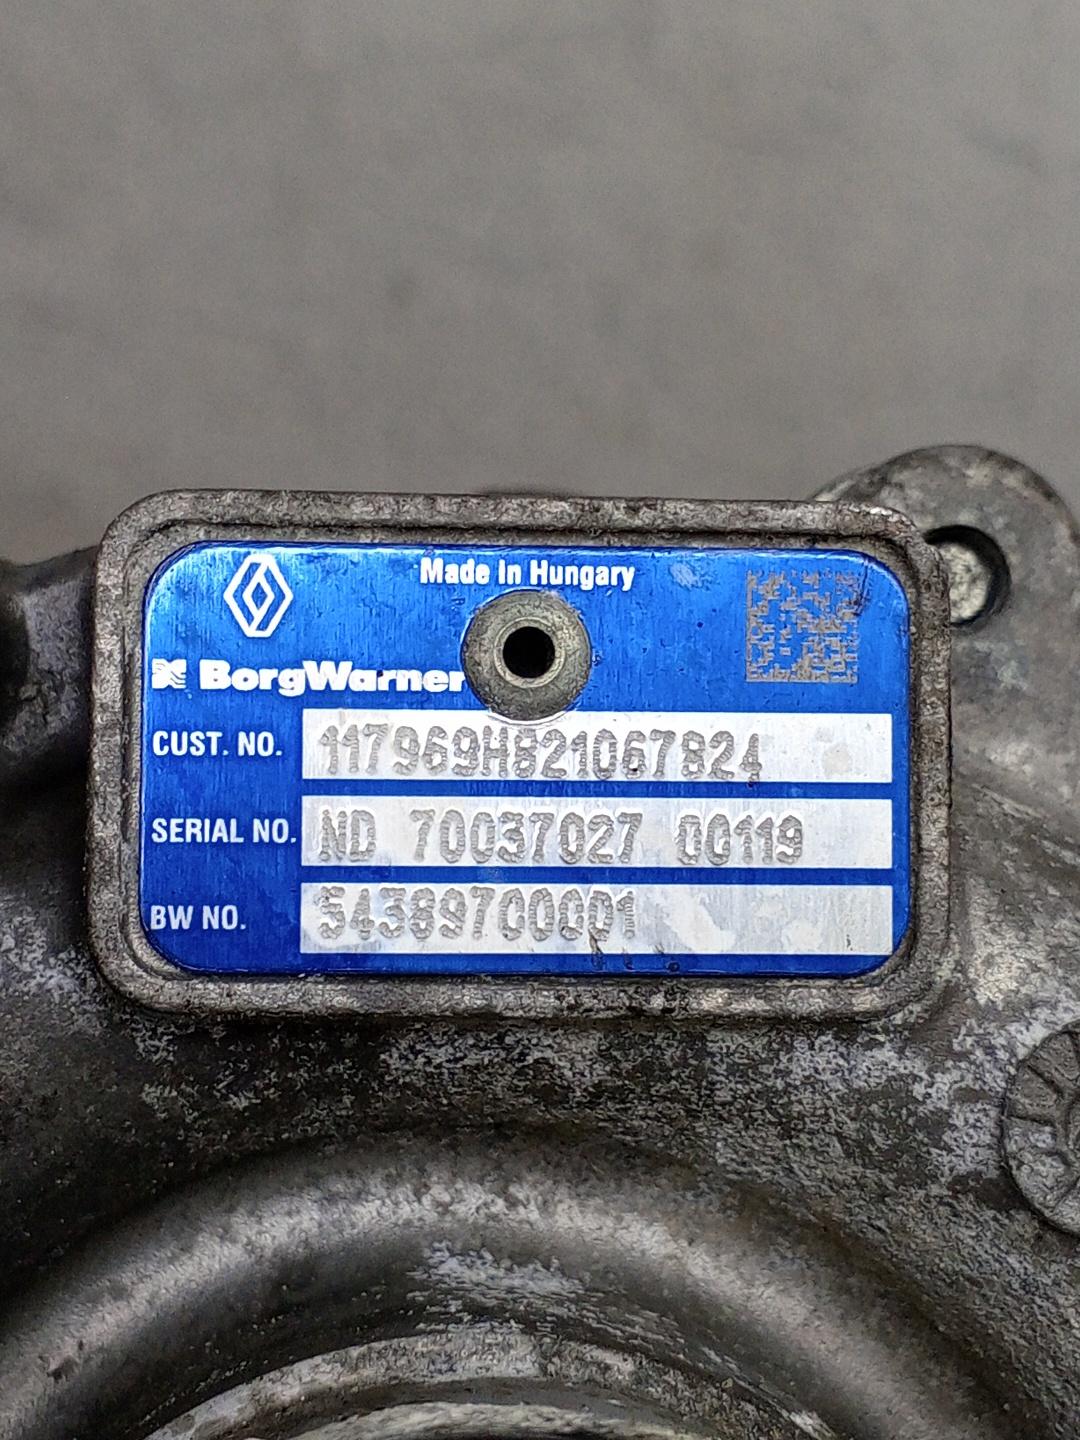 Made In Hungary
BorgWarner
CUST. NO. 117969H821067824
SERIAL NO. ND 70037027 00119
BW NO. 54389700001